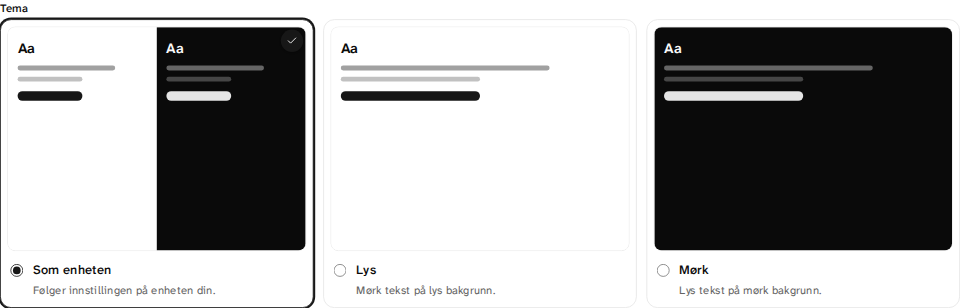 Tema
Aa
Aa
Aa
Aa
Som enheten
Følger innstillingen på enheten din.
Lys
Mørk tekst på lys bakgrunn.
Mørk
Lys tekst på mørk bakgrunn.